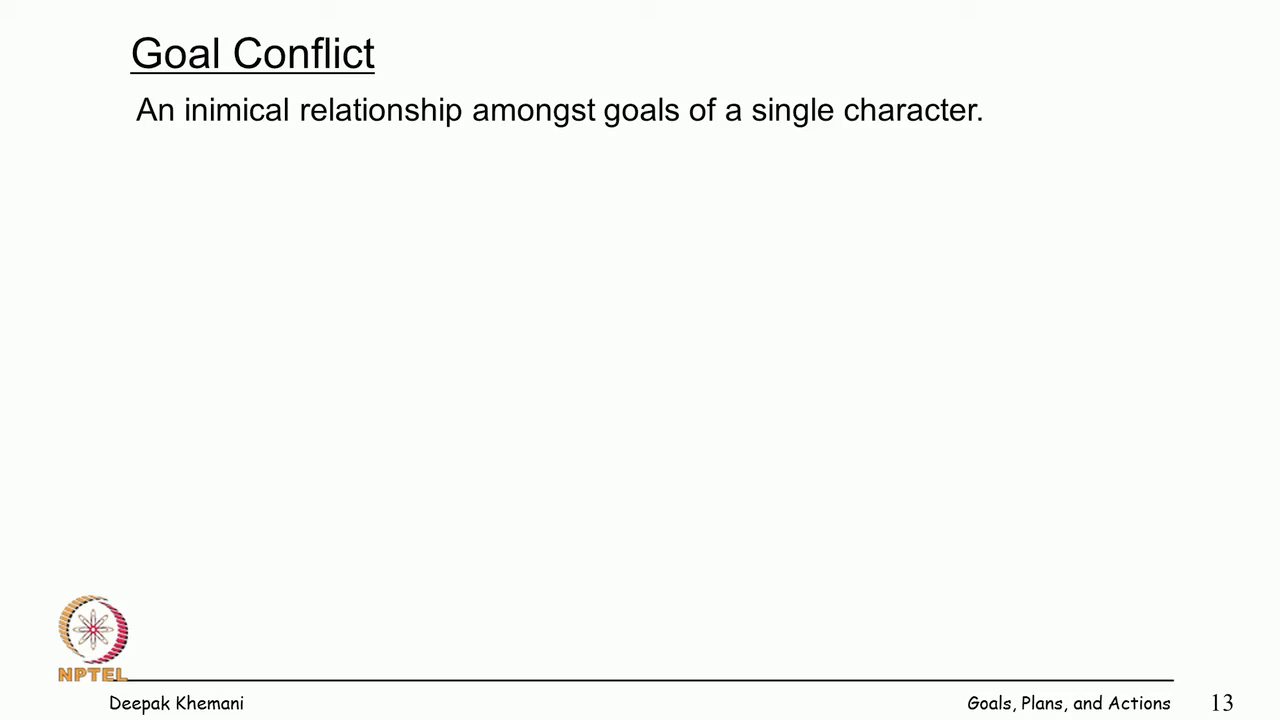 Goal Conflict
An inimical relationship amongst goals of a single character.
NPTEL
Deepak Khemani
Goals, Plans, and Actions 13